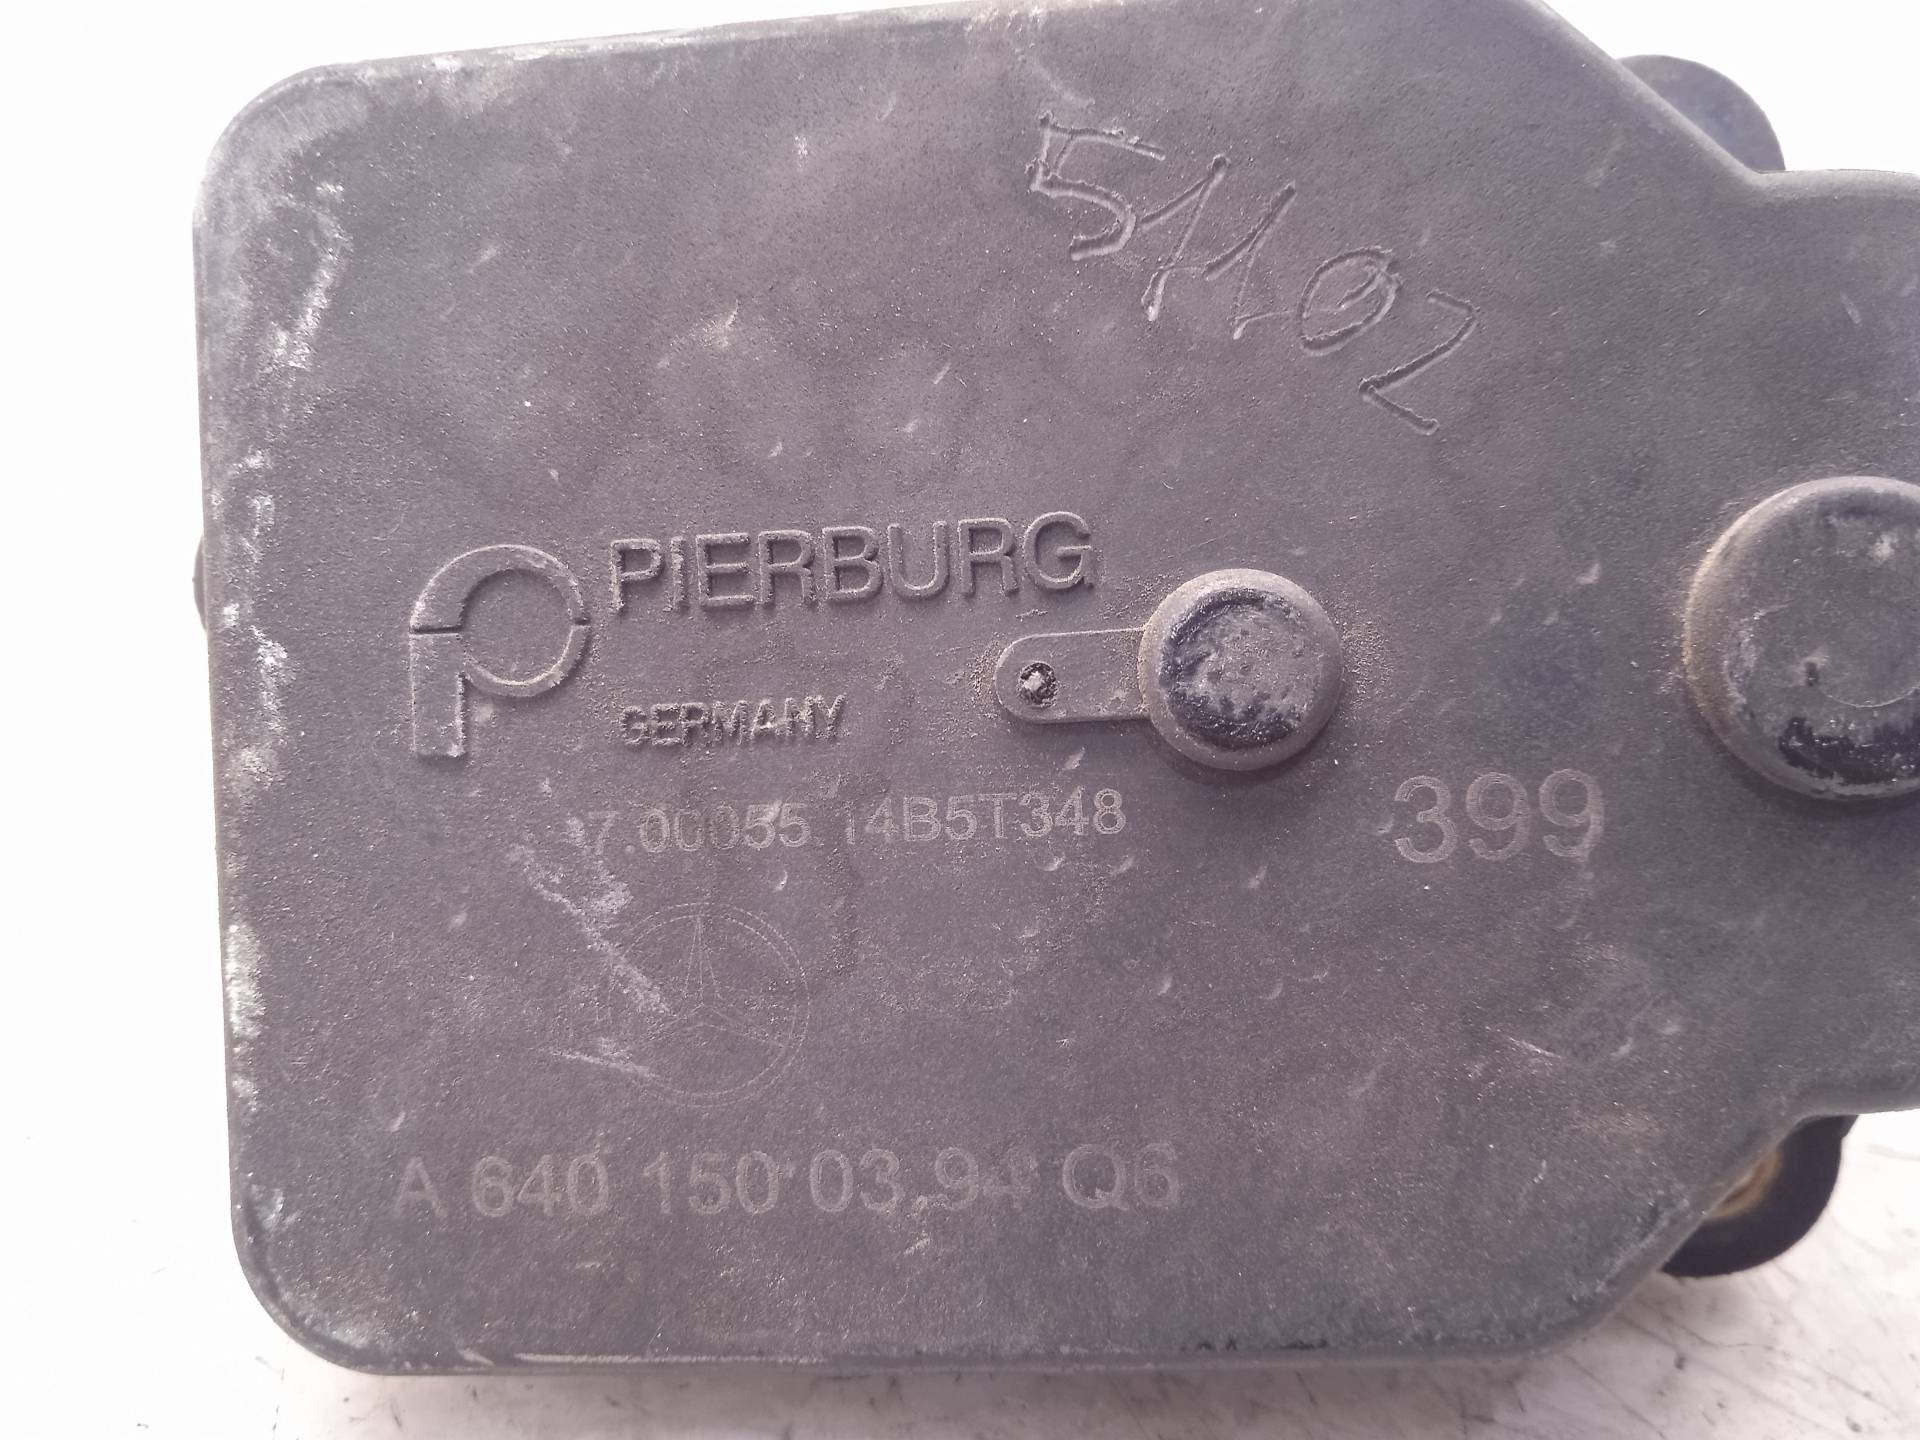 51102
PIERBURG
GERMANY
7.00055 14B5T348
399
A 640 150 03.94 Q6